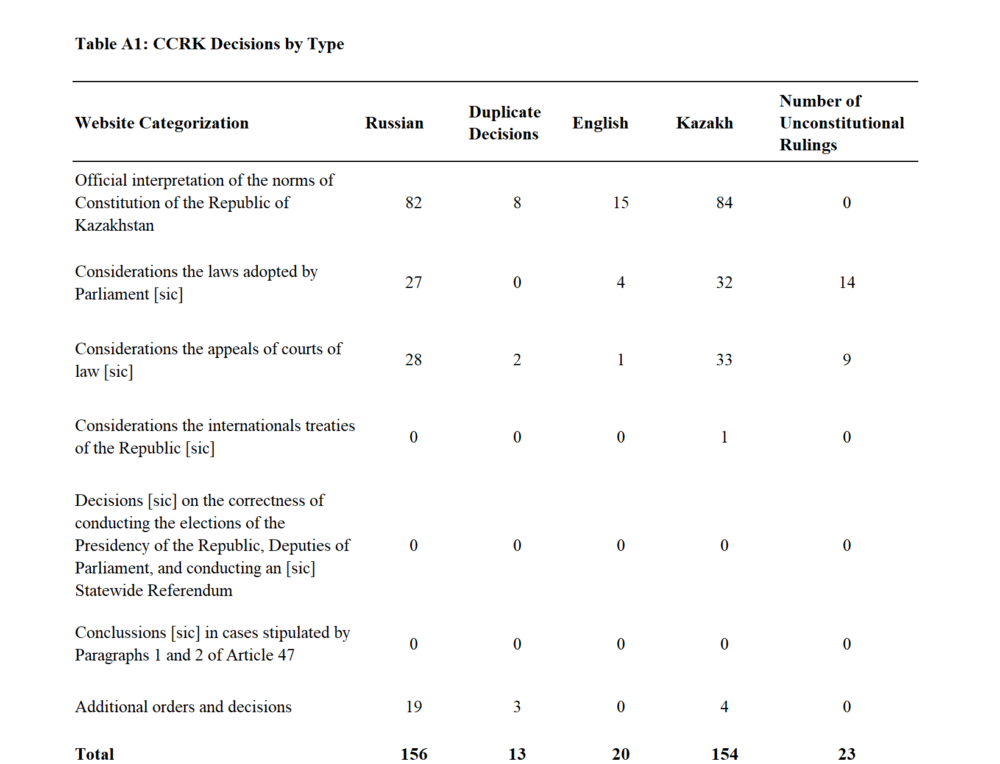 Table A1: CCRK Decisions by Type
Website Categorization Russian Duplicate Decisions English Kazakh Number of Unconstitutional Rulings
Official interpretation of the norms of
Constitution of the Republic of 82 8 15 84 0
Kazakhstan
Considerations the laws adopted by
Parliament [sic] 27 0 4 32 14
Considerations the appeals of courts of
law [sic] 28 2 1 33 9
Considerations the internationals treaties
of the Republic [sic] 0 0 0 1 0
Decisions [sic] on the correctness of
conducting the elections of the
Presidency of the Republic, Deputies of 0 0 0 0 0
Parliament, and conducting an [sic]
Statewide Referendum
Conclussions [sic] in cases stipulated by
Paragraphs 1 and 2 of Article 47 0 0 0 0 0
Additional orders and decisions 19 3 0 4 0
Total 156 13 20 154 23